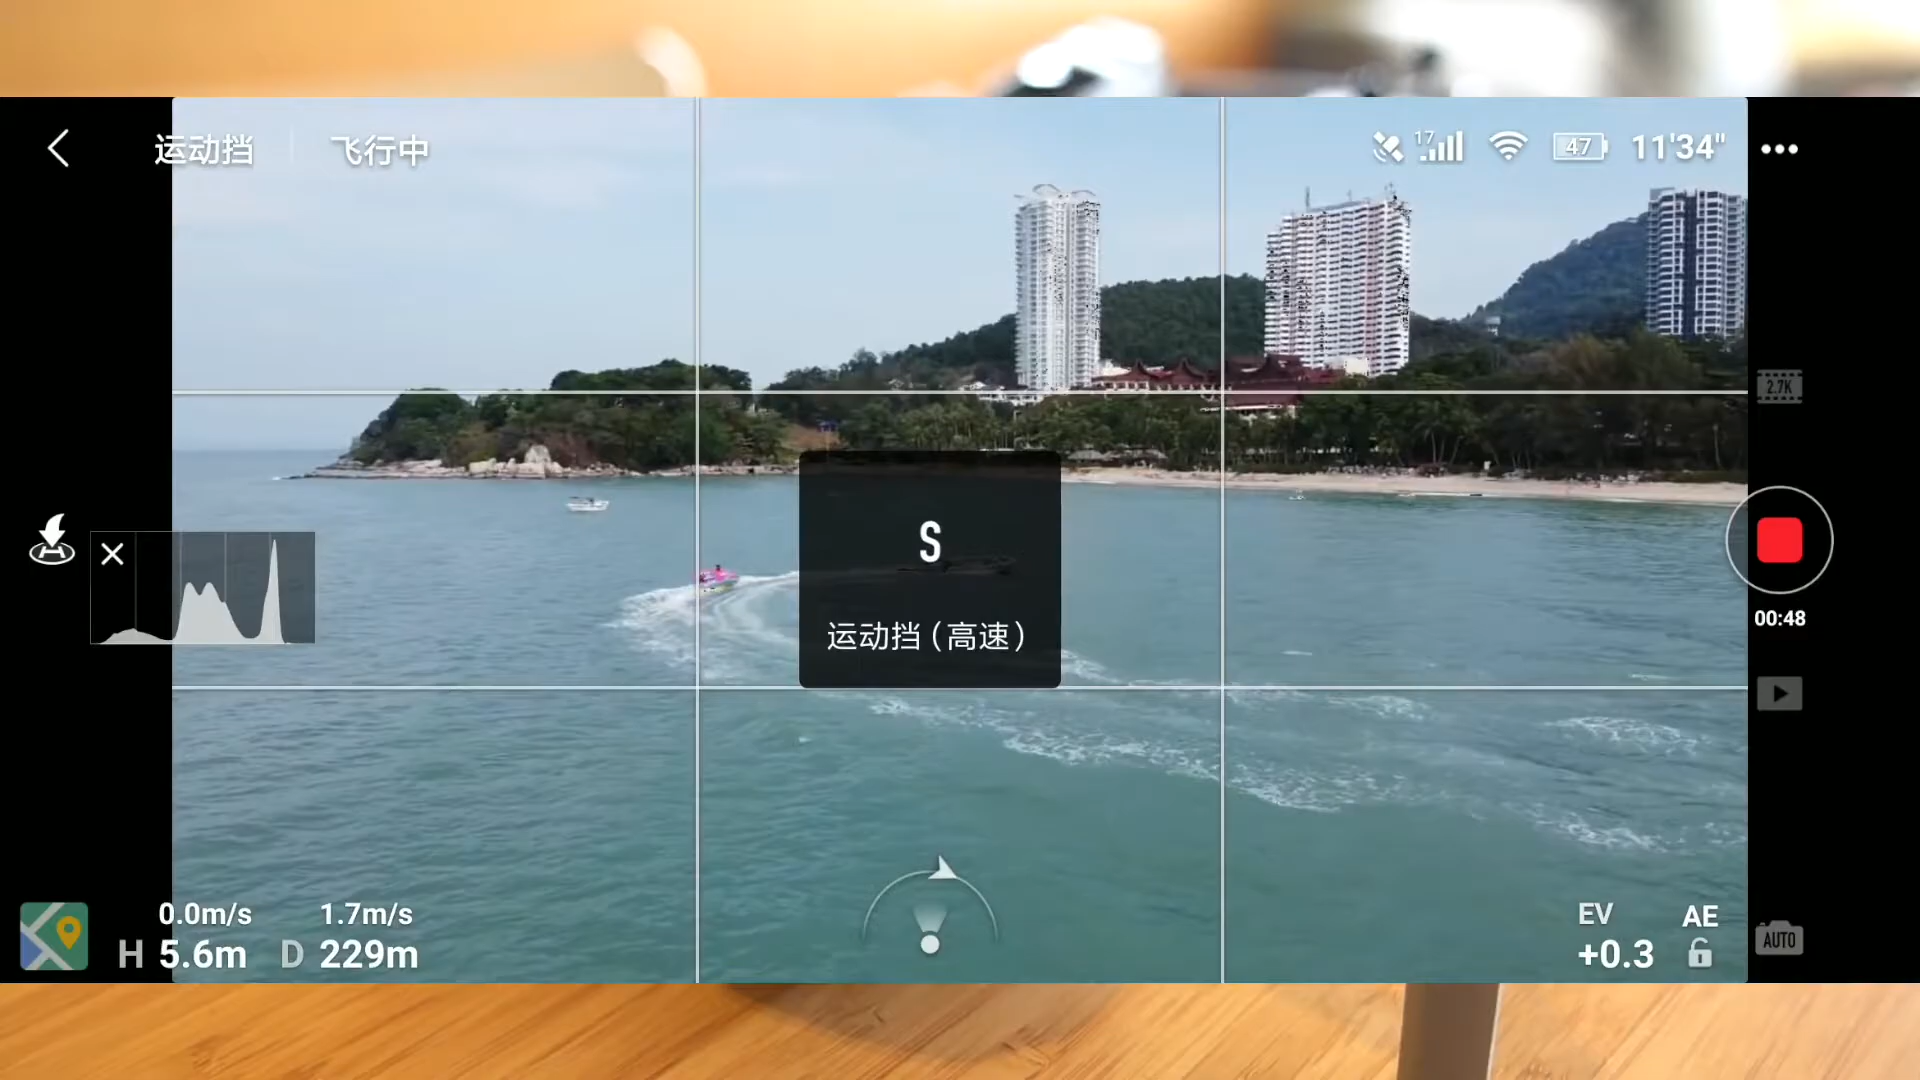 运动挡 飞行中
17 47 11'34"
2.7K
S
运动挡（高速）
00:48
0.0m/s 1.7m/s
H 5.6m D 229m
EV AE
+0.3
AUTO